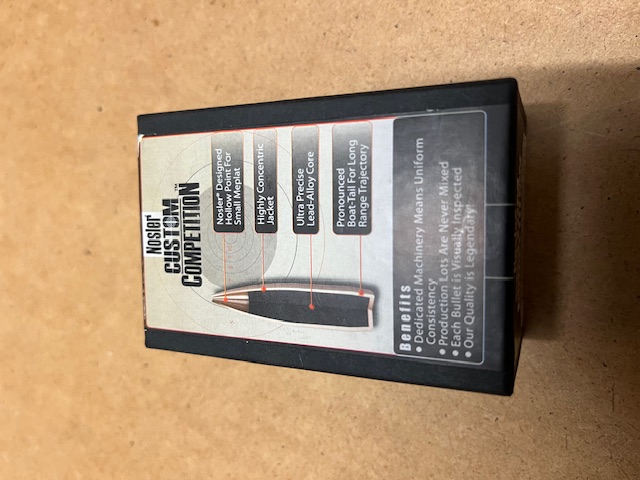 Nosler®
CUSTOM
COMPETITION™
Nosler® Designed
Hollow Point For
Small Meplat
Highly Concentric
Jacket
Ultra Precise
Lead-Alloy Core
Pronounced
Boat-Tail For Long
Range Trajectory
Benefits
• Dedicated Machinery Means Uniform
Consistency
• Production Lots Are Never Mixed
• Each Bullet is Visually Inspected
• Our Quality is Legendary!